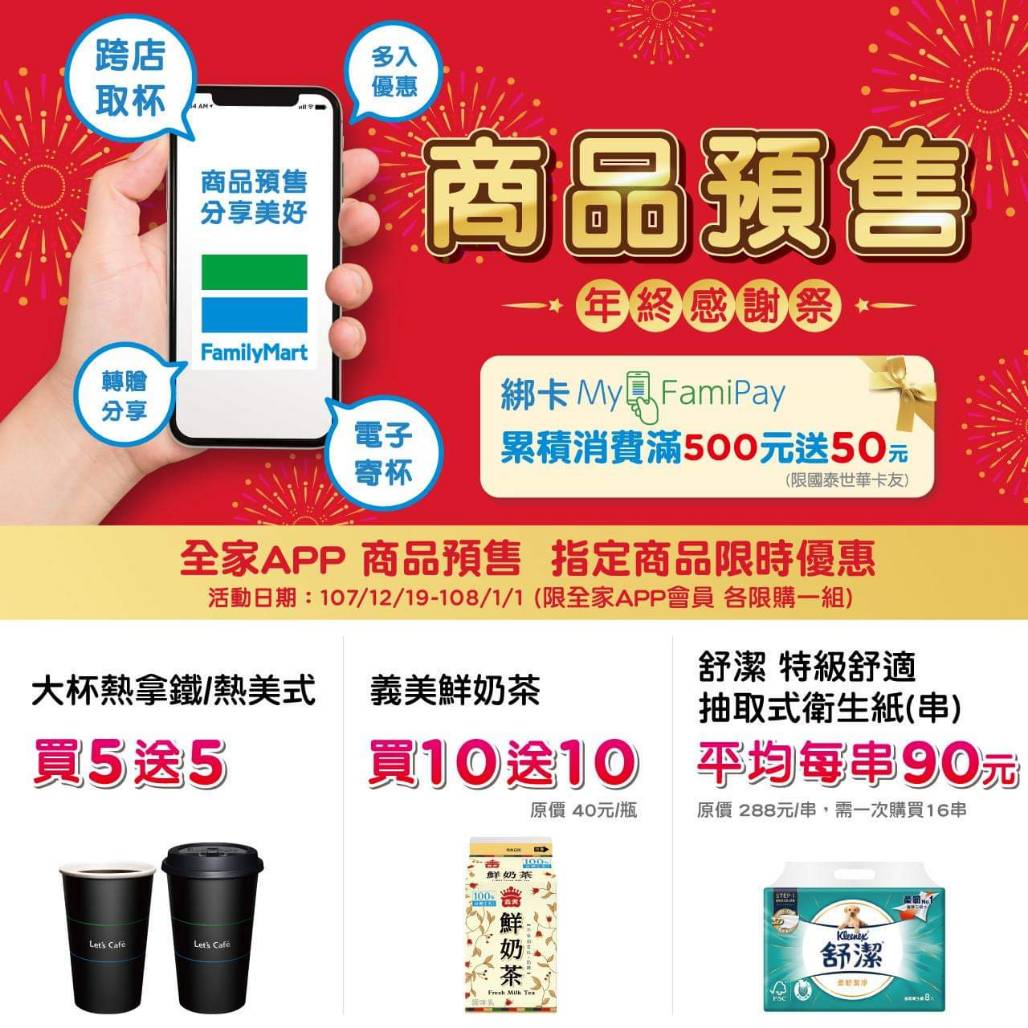 跨店
取杯
多入
優惠
商品預售
分享美好
FamilyMart
轉贈
分享
電子
寄杯
商品預售
年終感謝祭
綁卡 My FamiPay
累積消費滿500元送50元
(限國泰世華卡友)
全家APP 商品預售 指定商品限時優惠
活動日期：107/12/19-108/1/1 (限全家APP會員 各限購一組)
大杯熱拿鐵/熱美式
買5送5
Let's Café
Let's Café
義美鮮奶茶
買10送10
原價 40元/瓶
100%
鮮奶茶
100%
義美
鮮奶茶
Fresh Milk Tea
舒潔 特級舒適
抽取式衛生紙(串)
平均每串90元
原價 288元/串，需一次購買16串
Kleenex
舒潔
FSC